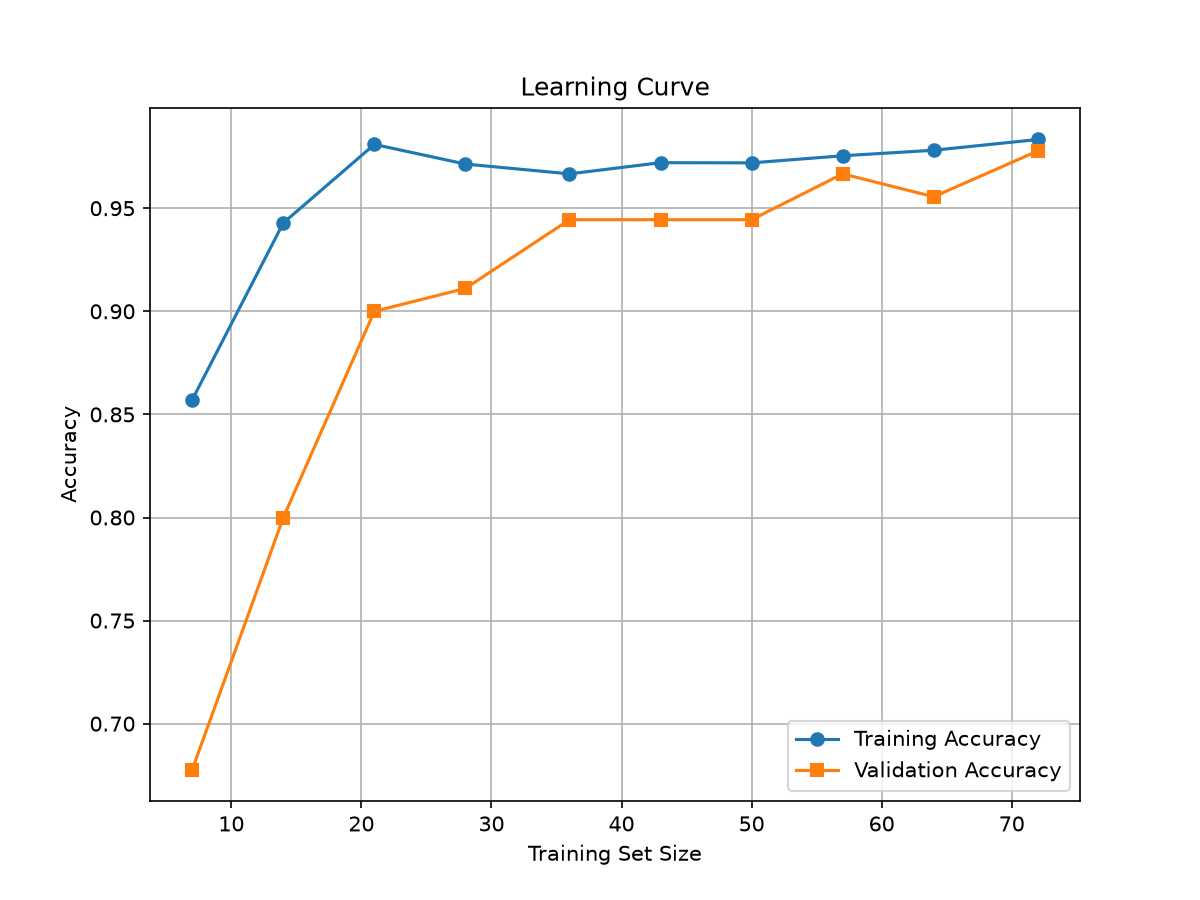 Learning Curve
0.95
0.90
0.85
0.80
0.75
0.70
Accuracy
10 20 30 40 50 60 70
Training Set Size
Training Accuracy
Validation Accuracy